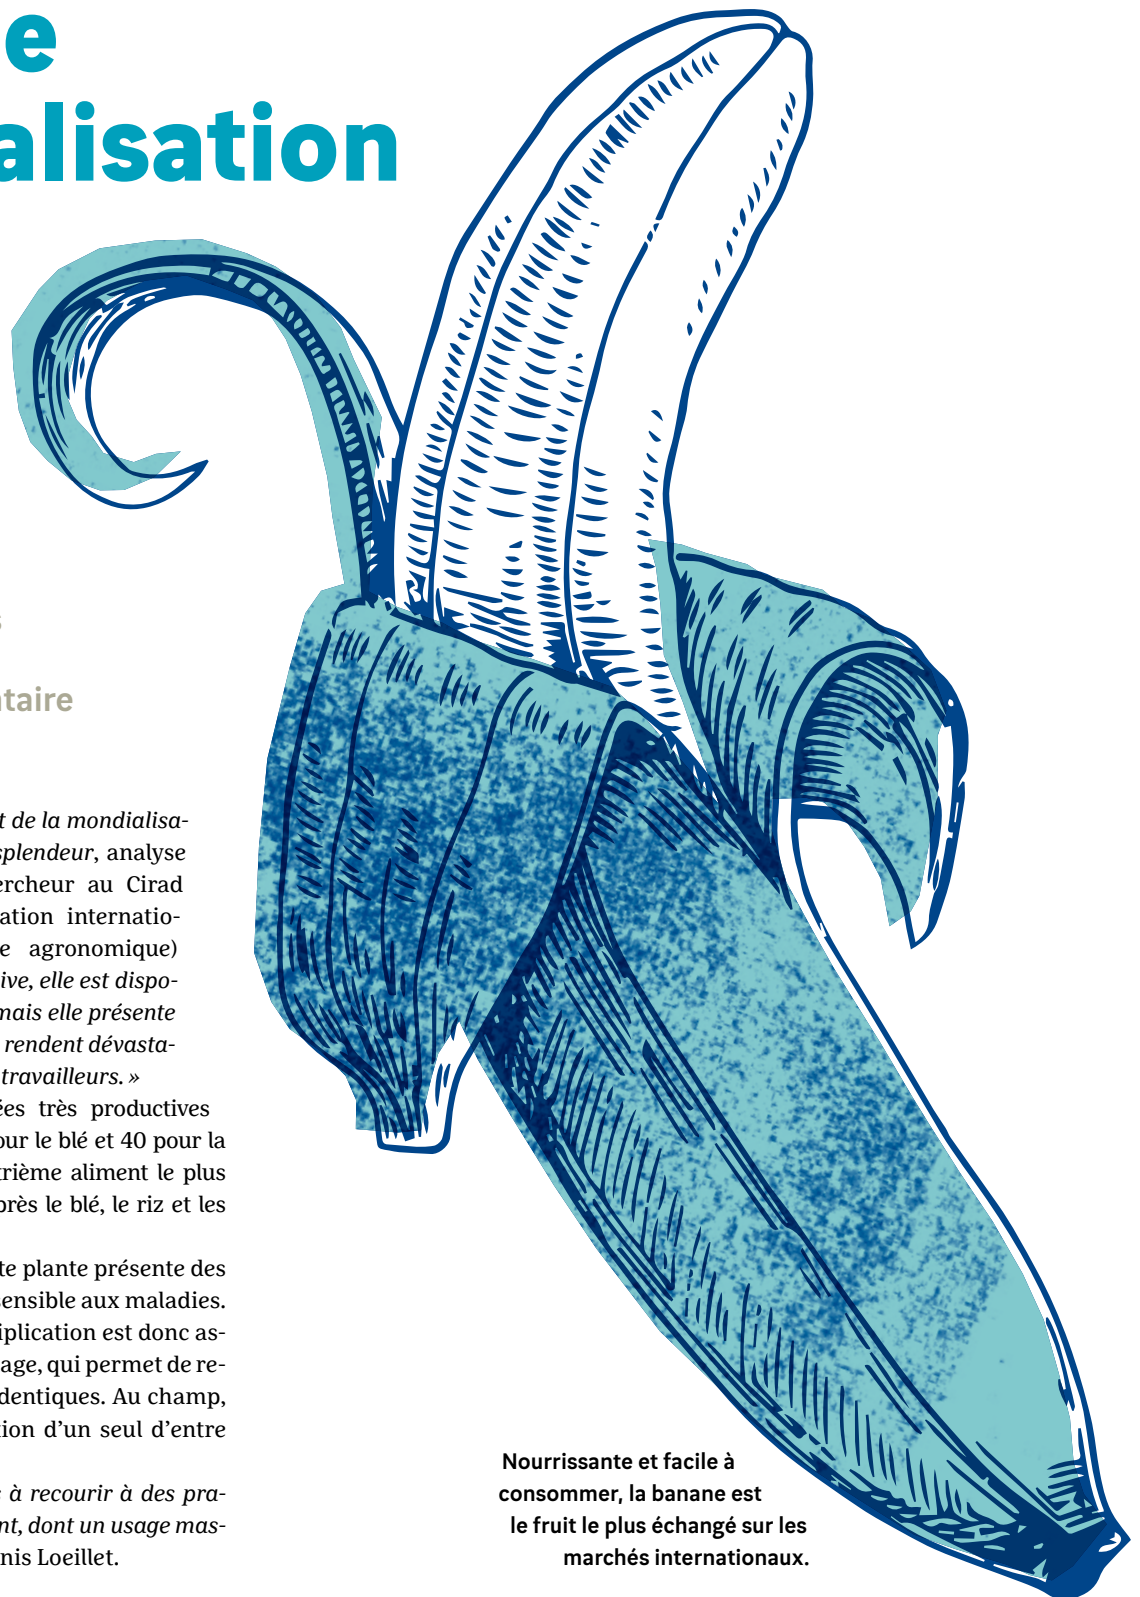 e
alisation
s
taire
t de la mondialisa-
splendeur, analyse
ercheur au Cirad
ation internatio-
e agronomique)
ive, elle est dispo-
mais elle présente
rendent dévasta-
travailleurs. »
ées très productives
our le blé et 40 pour la
trième aliment le plus
près le blé, le riz et les
te plante présente des
sensible aux maladies.
iplication est donc as-
age, qui permet de re-
dentiques. Au champ,
tion d’un seul d’entre
s à recourir à des pra-
nt, dont un usage mas-
nis Loeillet.
Nourrissante et facile à
consommer, la banane est
le fruit le plus échangé sur les
marchés internationaux.